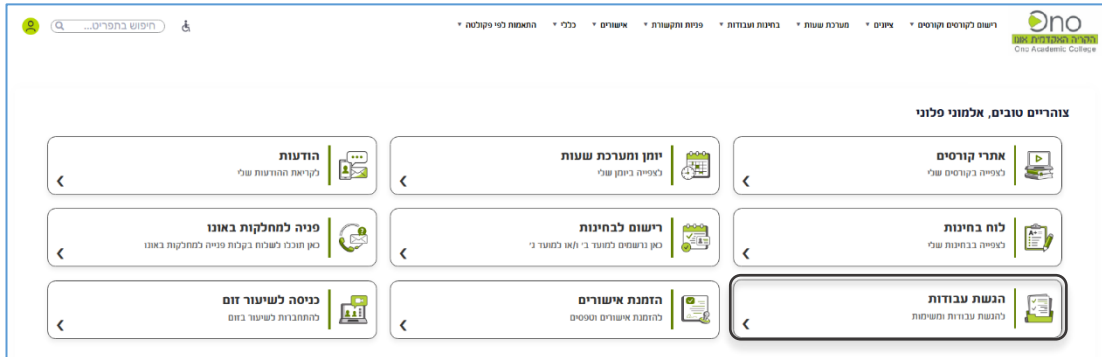 Ono
הקריה האקדמית אונו
Ono Academic College
רישום לקורסים וקורסים
ציונים
מערכת שעות
בחינות ועבודות
פניות ותקשורת
אישורים
כללי
התאמות לפי פקולטה
חיפוש בתפריט...
צוהריים טובים, אלמוני פלוני
אתרי קורסים
לצפייה בקורסים שלי
יומן ומערכת שעות
לצפייה ביומן שלי
הודעות
לקריאת ההודעות שלי
לוח בחינות
לצפייה בבחינות שלי
רישום לבחינות
כאן נרשמים למועד ב' ו/או למועד ג'
פניה למחלקות באונו
כאן תוכלו לשלוח בקלות פנייה למחלקות באונו
הגשת עבודות
להגשת עבודות ומשימות
הזמנת אישורים
להזמנת אישורים וטפסים
כניסה לשיעור זום
להתחברות לשיעור בזום